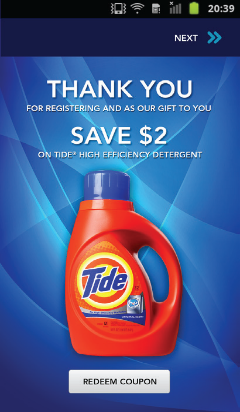 20:39
NEXT
THANK YOU
FOR REGISTERING AND AS OUR GIFT TO YOU
SAVE $2
ON TIDE® HIGH EFFICIENCY DETERGENT
Tide
REDEEM COUPON